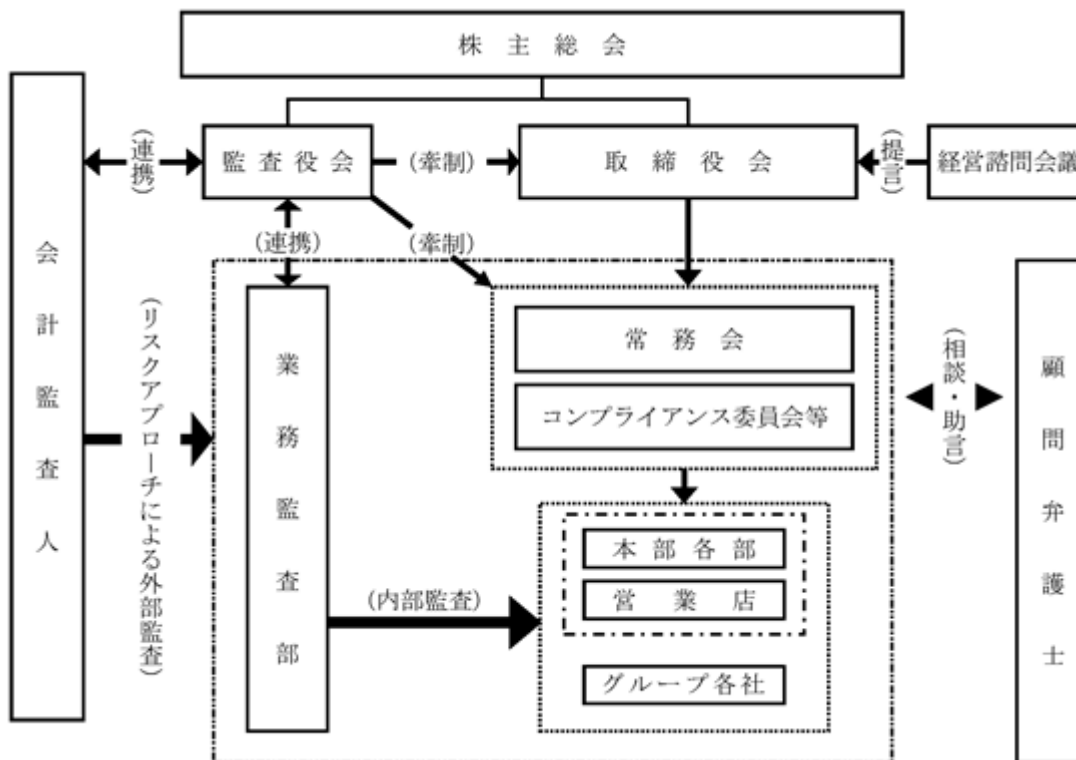 株主総会
監査役会
取締役会
経営諮問会議
(連携)
(牽制)
(提言)
(連携)
(牽制)
会計監査人
(リスクアプローチによる外部監査)
業務監査部
常務会
コンプライアンス委員会等
(相談・助言)
顧問弁護士
本部各部
営業店
(内部監査)
グループ各社